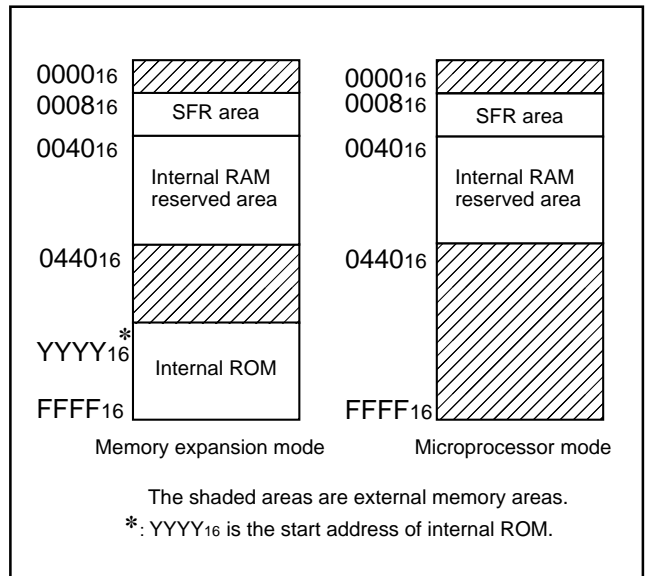 0000₁₆
0008₁₆
SFR area
0040₁₆
Internal RAM
reserved area
0440₁₆
YYYY₁₆*
Internal ROM
FFFF₁₆
Memory expansion mode
0000₁₆
0008₁₆
SFR area
0040₁₆
Internal RAM
reserved area
0440₁₆
FFFF₁₆
Microprocessor mode
The shaded areas are external memory areas.
*: YYYY₁₆ is the start address of internal ROM.